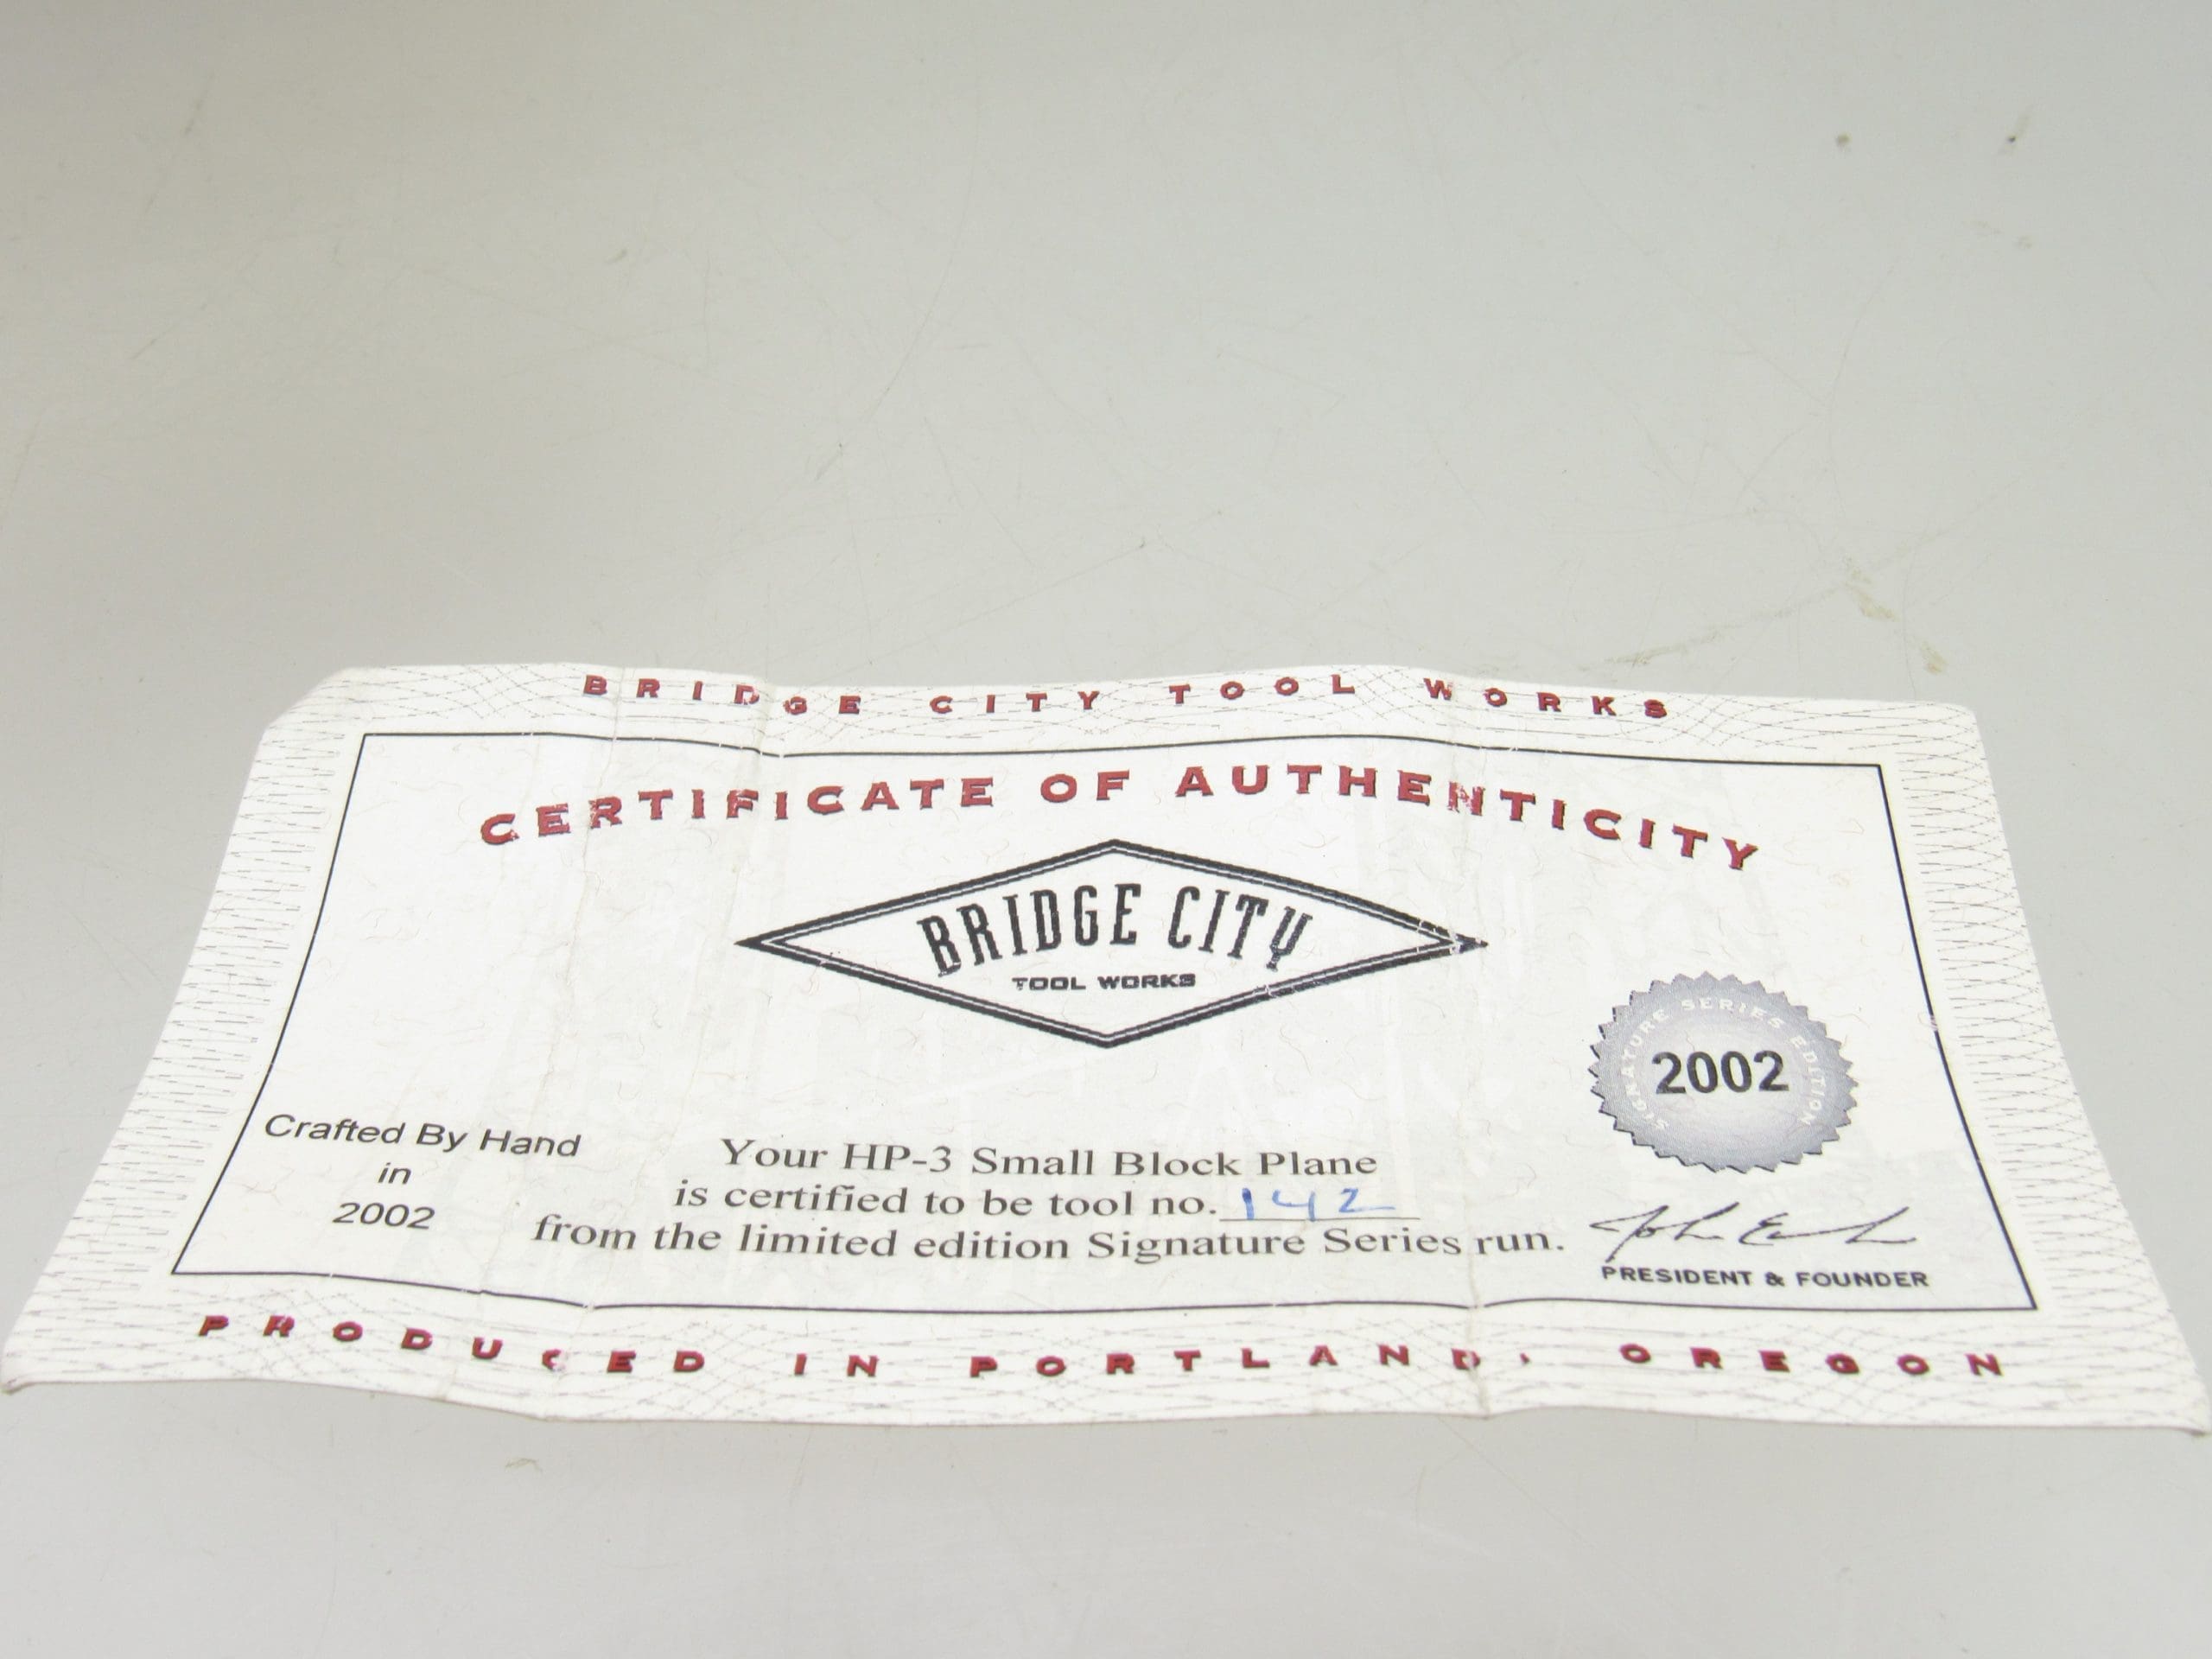 BRIDGE CITY TOOL WORKS
CERTIFICATE OF AUTHENTICITY
BRIDGE CITY
TOOL WORKS
SIGNATURE SERIES EDITION
2002
Crafted By Hand
in
2002
Your HP-3 Small Block Plane
is certified to be tool no. 142
from the limited edition Signature Series run.
PRESIDENT & FOUNDER
PRODUCED IN PORTLAND, OREGON